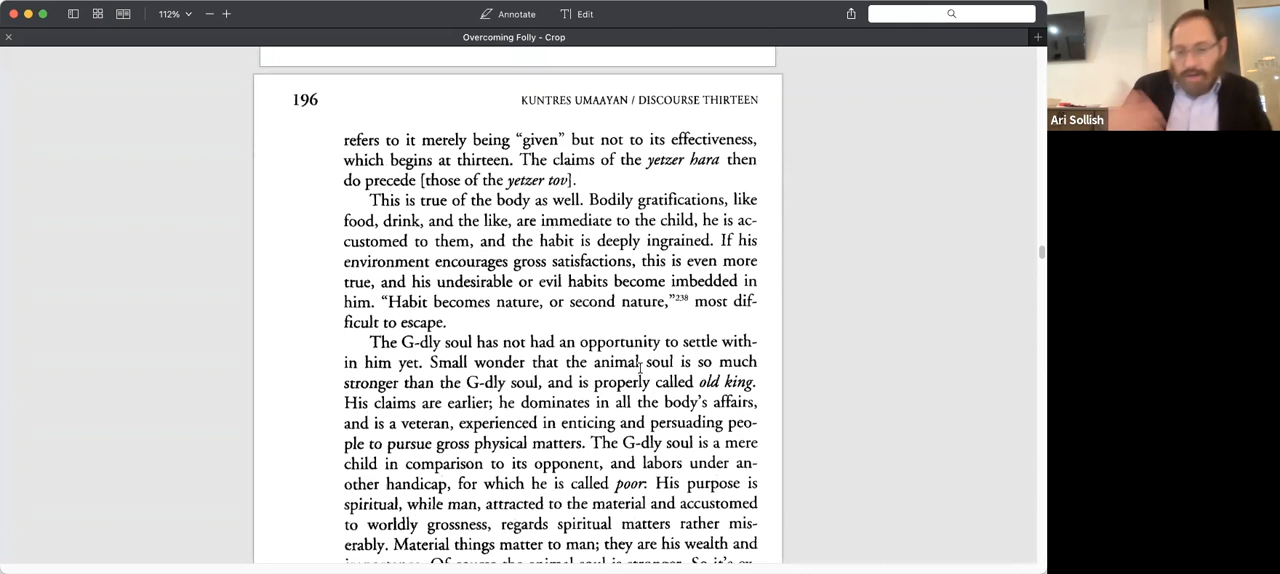 112%
Annotate
Edit
Overcoming Folly - Crop
Ari Sollish
196
KUNTRES UMAAYAN / DISCOURSE THIRTEEN
refers to it merely being “given” but not to its effectiveness,
which begins at thirteen. The claims of the yetzer hara then
do precede [those of the yetzer tov].
This is true of the body as well. Bodily gratifications, like
food, drink, and the like, are immediate to the child, he is ac-
customed to them, and the habit is deeply ingrained. If his
environment encourages gross satisfactions, this is even more
true, and his undesirable or evil habits become imbedded in
him. “Habit becomes nature, or second nature,”238 most dif-
ficult to escape.
The G-dly soul has not had an opportunity to settle with-
in him yet. Small wonder that the animal soul is so much
stronger than the G-dly soul, and is properly called old king.
His claims are earlier; he dominates in all the body’s affairs,
and is a veteran, experienced in enticing and persuading peo-
ple to pursue gross physical matters. The G-dly soul is a mere
child in comparison to its opponent, and labors under an-
other handicap, for which he is called poor. His purpose is
spiritual, while man, attracted to the material and accustomed
to worldly grossness, regards spiritual matters rather mis-
erably. Material things matter to man; they are his wealth and